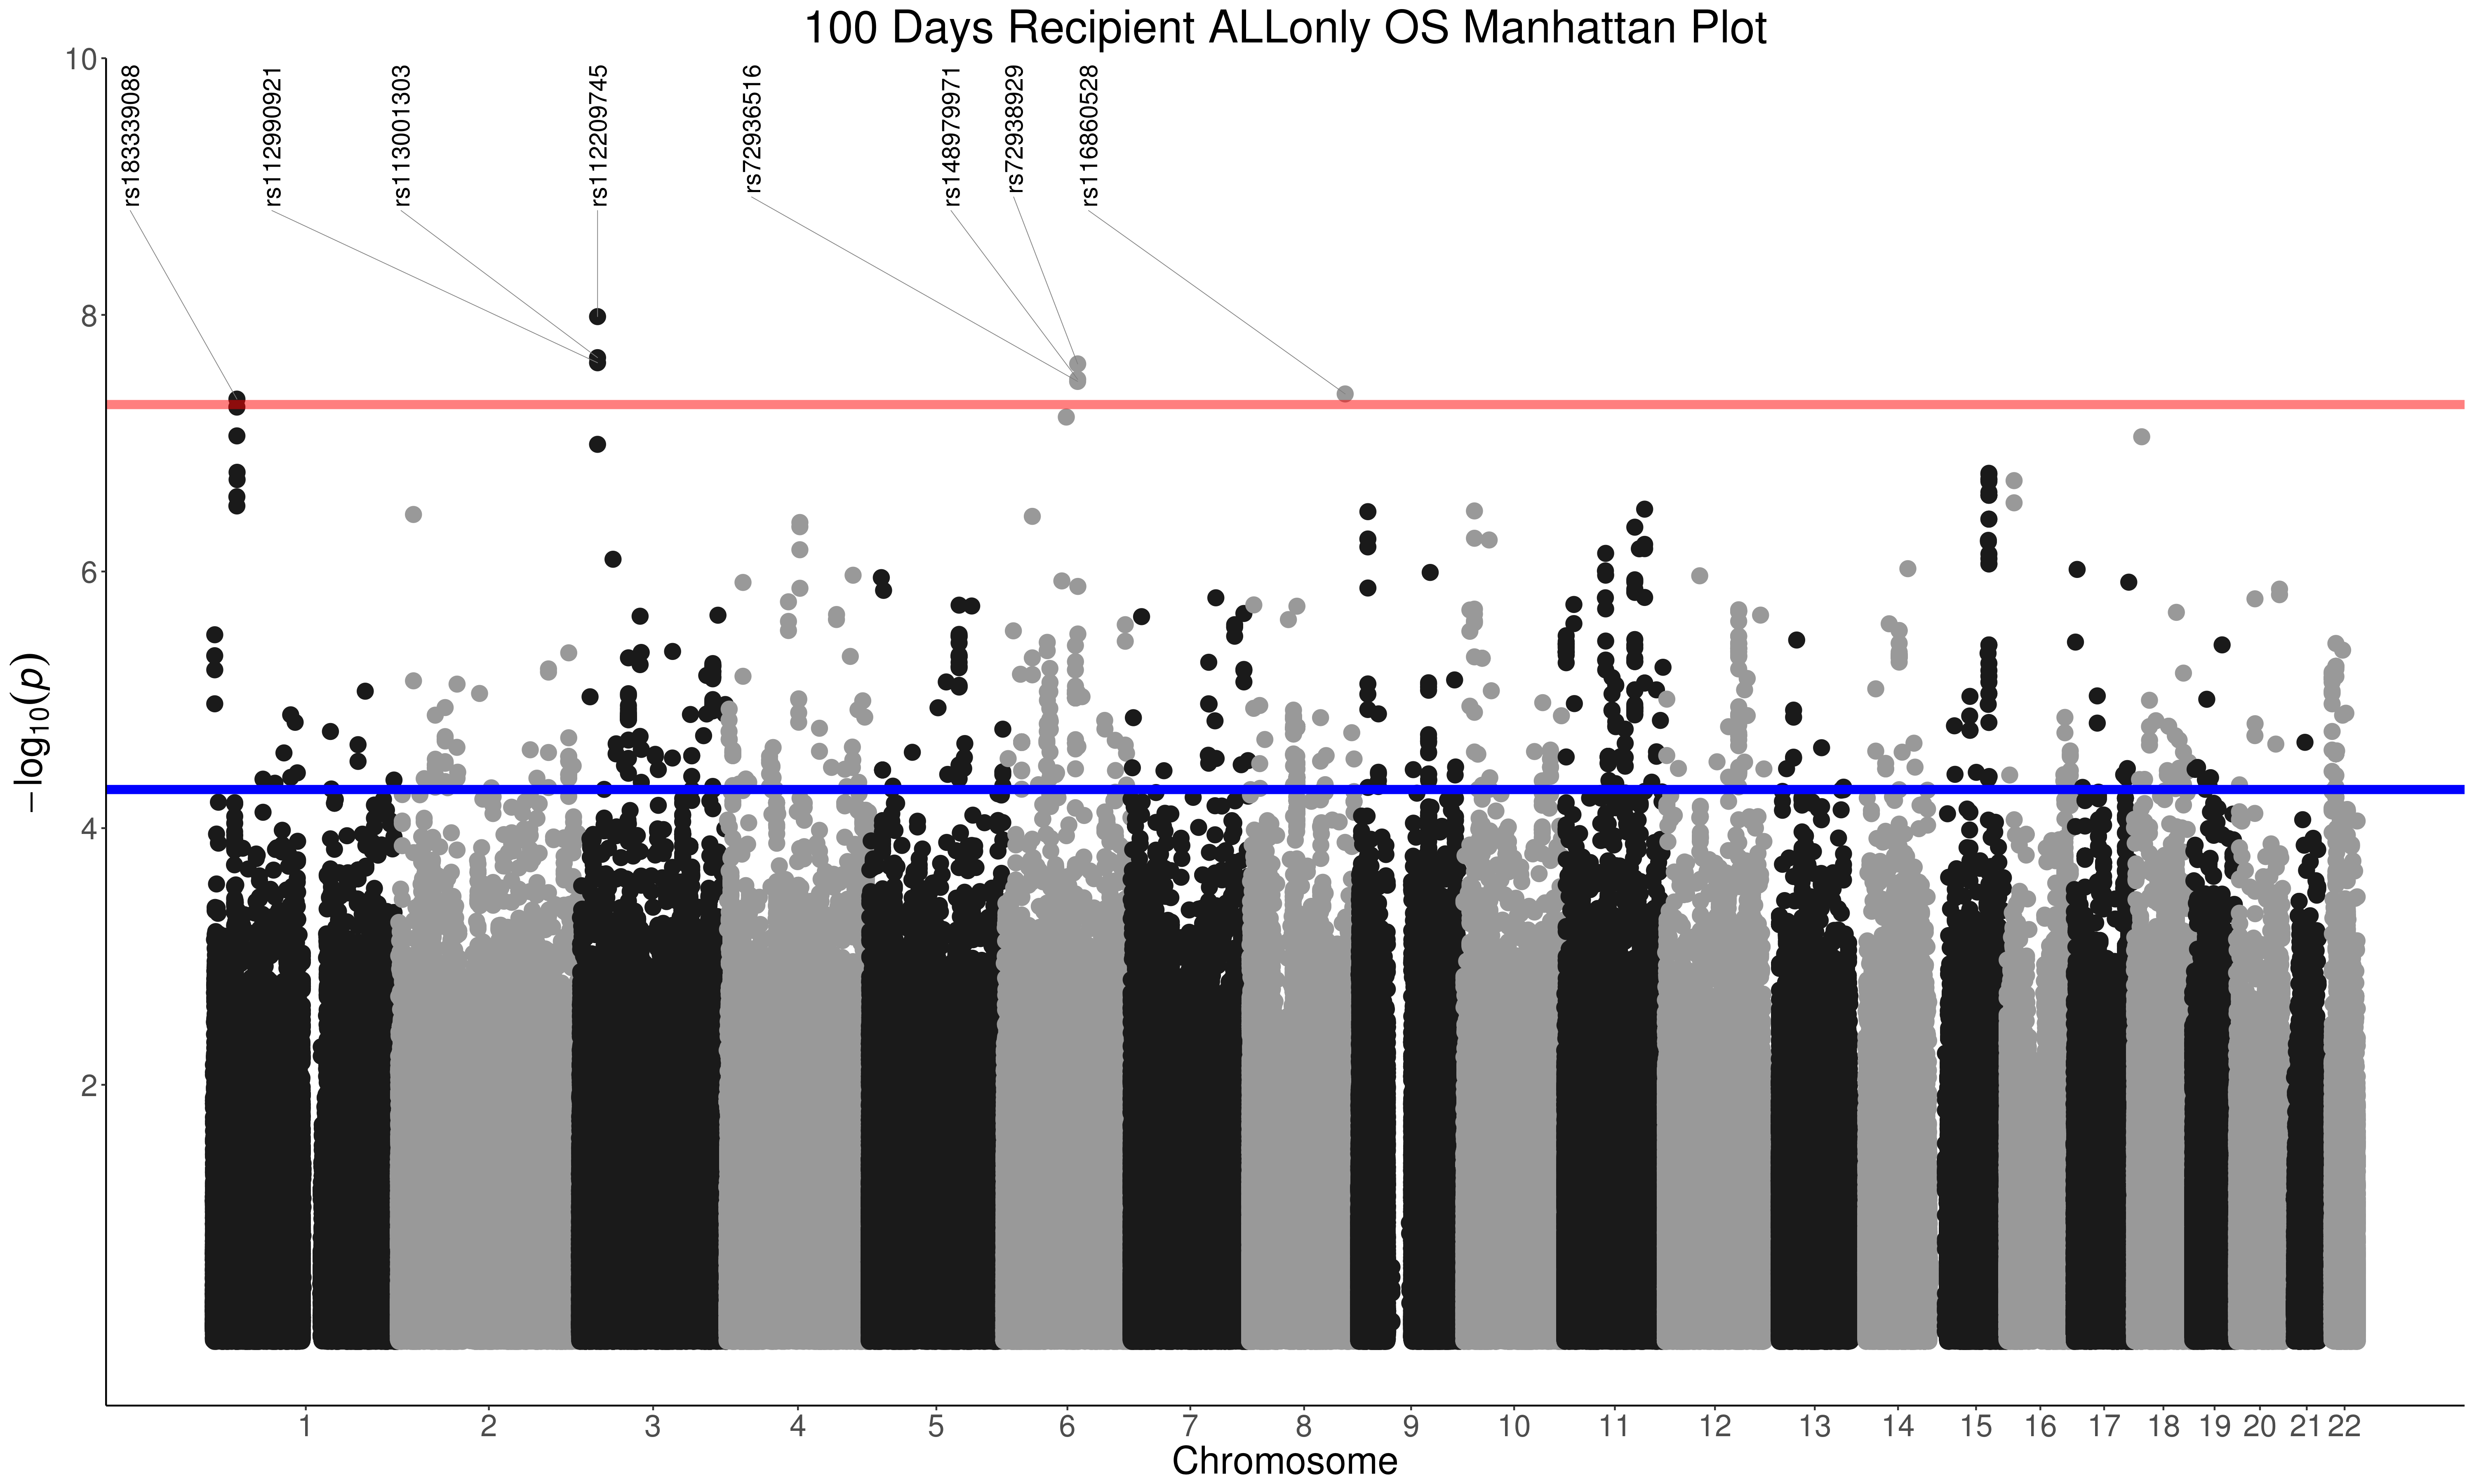 100 Days Recipient ALLonly OS Manhattan Plot
rs183339088
rs112990921
rs113001303
rs112209745
rs72936516
rs148979971
rs72938929
rs116860528
10
8
6
4
2
−log10(p)
1 2 3 4 5 6 7 8 9 10 11 12 13 14 15 16 17 18 19 20 21 22
Chromosome